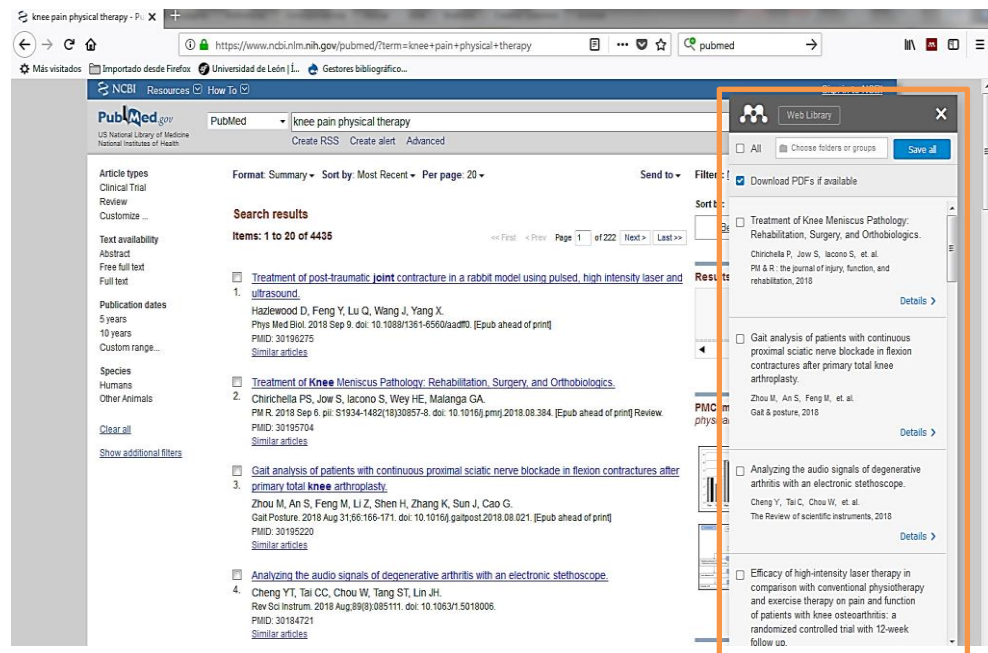 knee pain physical therapy - Pu
https://www.ncbi.nlm.nih.gov/pubmed/?term=knee+pain+physical+therapy
pubmed
Más visitados Importado desde Firefox Universidad de León | Gestores bibliográfico...
NCBI Resources How To
Sign in to NCBI
PubMed.gov
US National Library of Medicine
National Institutes of Health
PubMed
knee pain physical therapy
Create RSS Create alert Advanced
Article types
Clinical Trial
Review
Customize ...
Text availability
Abstract
Free full text
Full text
Publication dates
5 years
10 years
Custom range...
Species
Humans
Other Animals
Clear all
Show additional filters
Format: Summary Sort by: Most Recent Per page: 20
Send to
Search results
Items: 1 to 20 of 4435
<< First < Prev Page 1 of 222 Next > Last >>
Treatment of post-traumatic joint contracture in a rabbit model using pulsed, high intensity laser and
1. ultrasound.
Hazlewood D, Feng Y, Lu Q, Wang J, Yang X.
Phys Med Biol. 2018 Sep 9. doi: 10.1088/1361-6560/aadff0. [Epub ahead of print]
PMID: 30196275
Similar articles
Treatment of Knee Meniscus Pathology: Rehabilitation, Surgery, and Orthobiologics.
2. Chirichella PS, Jow S, Iacono S, Wey HE, Malanga GA.
PM R. 2018 Sep 6. pii: S1934-1482(18)30857-8. doi: 10.1016/j.pmrj.2018.08.384. [Epub ahead of print] Review.
PMID: 30195704
Similar articles
Gait analysis of patients with continuous proximal sciatic nerve blockade in flexion contractures after
3. primary total knee arthroplasty.
Zhou M, An S, Feng M, Li Z, Shen H, Zhang K, Sun J, Cao G.
Gait Posture. 2018 Aug 31;66:166-171. doi: 10.1016/j.gaitpost.2018.08.021. [Epub ahead of print]
PMID: 30195220
Similar articles
Analyzing the audio signals of degenerative arthritis with an electronic stethoscope.
4. Cheng YT, Tai CC, Chou W, Tang ST, Lin JH.
Rev Sci Instrum. 2018 Aug;89(8):085111. doi: 10.1063/1.5018006.
PMID: 30184721
Similar articles
Filters:
Sort by:
Results
PMC
Web Library
All Choose folders or groups Save all
Download PDFs if available
Treatment of Knee Meniscus Pathology:
Rehabilitation, Surgery, and Orthobiologics.
Chirichella P, Jow S, Iacono S, et. al.
PM & R : the journal of injury, function, and
rehabilitation, 2018
Details >
Gait analysis of patients with continuous
proximal sciatic nerve blockade in flexion
contractures after primary total knee
arthroplasty.
Zhou M, An S, Feng M, et. al.
Gait & posture, 2018
Details >
Analyzing the audio signals of degenerative
arthritis with an electronic stethoscope.
Cheng Y, Tai C, Chou W, et. al.
The Review of scientific instruments, 2018
Details >
Efficacy of high-intensity laser therapy in
comparison with conventional physiotherapy
and exercise therapy on pain and function
of patients with knee osteoarthritis: a
randomized controlled trial with 12-week
follow up.